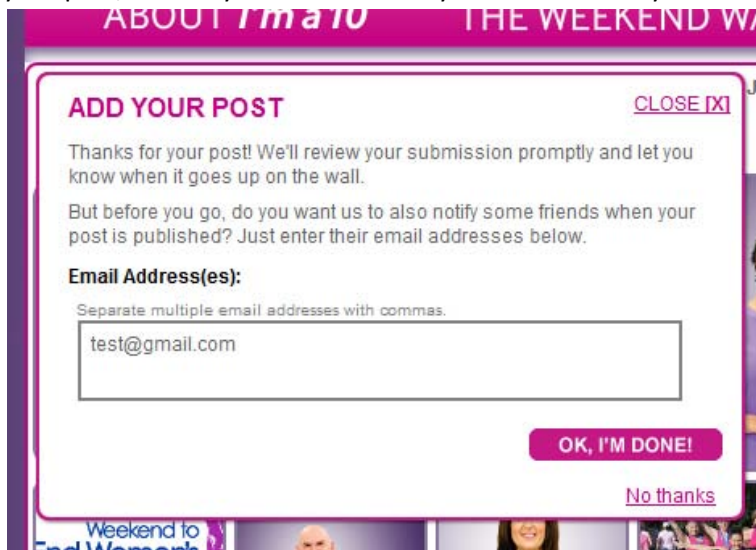 ABOUT I'm a 10 THE WEEKEND WA
ADD YOUR POST
CLOSE [X]
Thanks for your post! We'll review your submission promptly and let you
know when it goes up on the wall.
But before you go, do you want us to also notify some friends when your
post is published? Just enter their email addresses below.
Email Address(es):
Separate multiple email addresses with commas.
test@gmail.com
OK, I'M DONE!
No thanks
Weekend to
End Women's